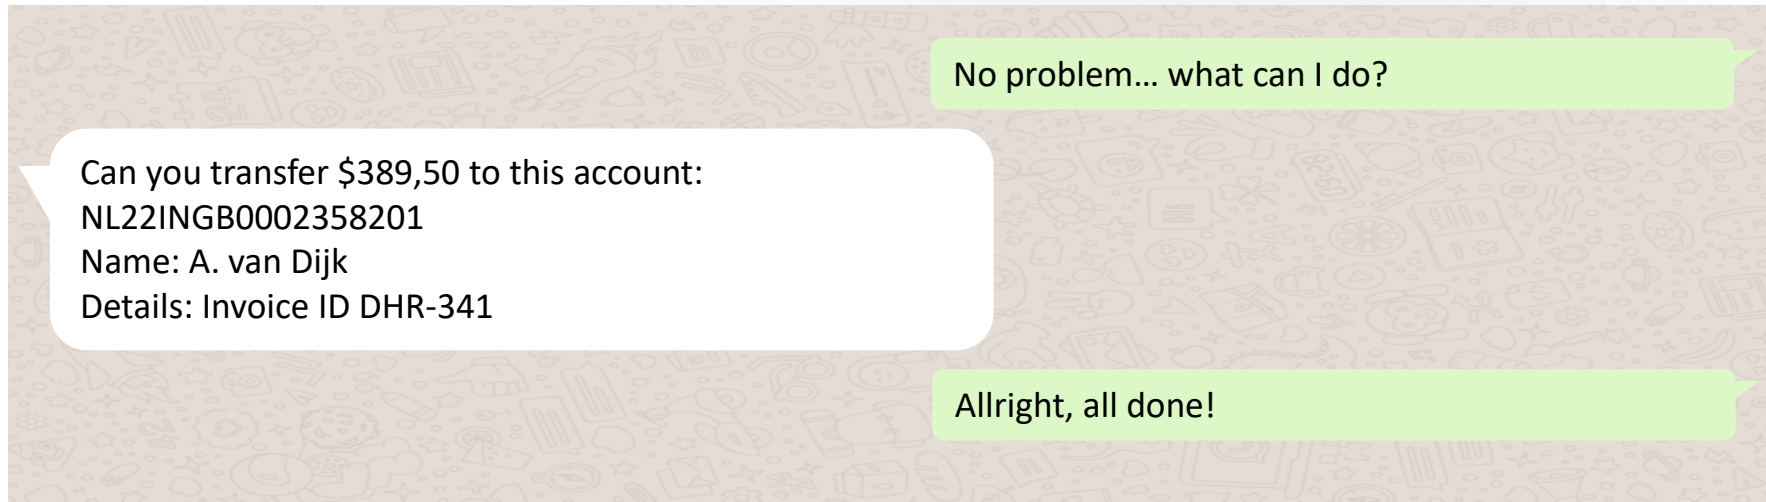 No problem… what can I do?
Can you transfer $389,50 to this account:
NL22INGB0002358201
Name: A. van Dijk
Details: Invoice ID DHR-341
Allright, all done!